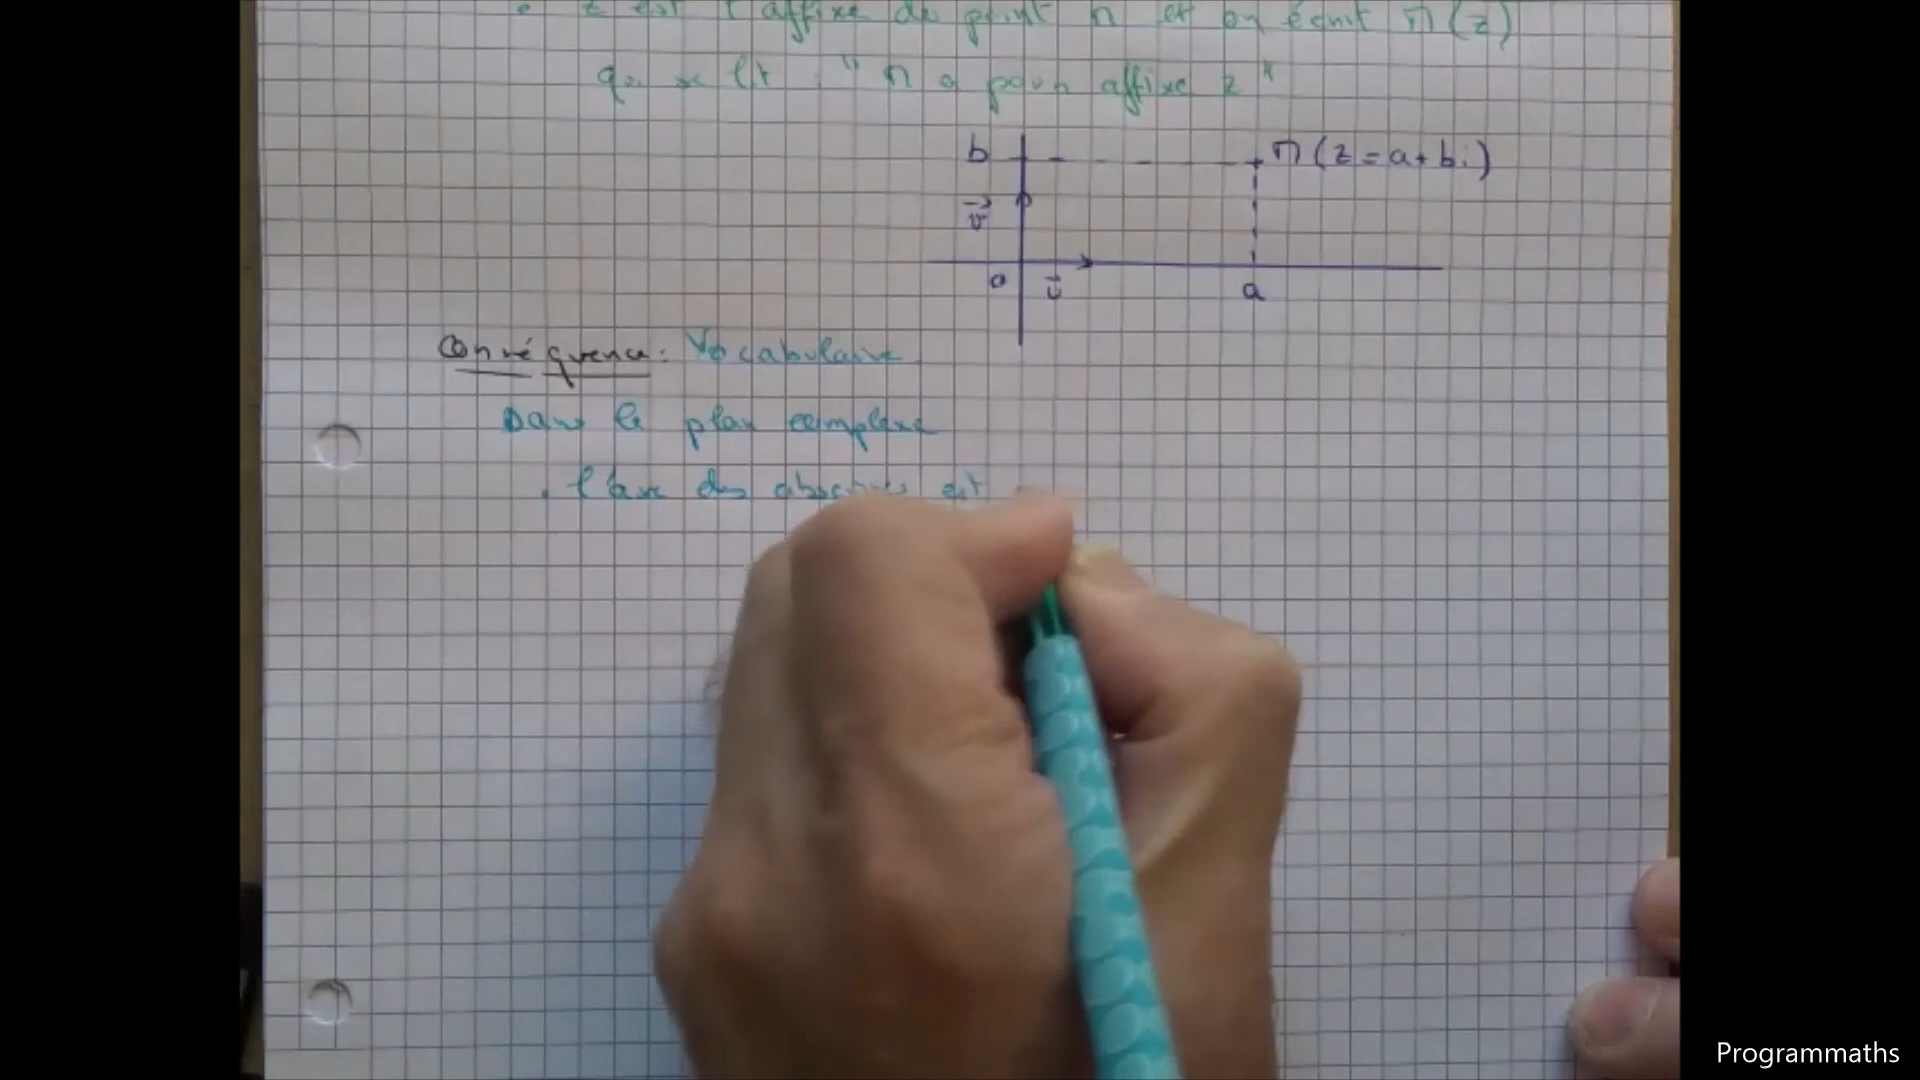 . z est l'affixe du point M et on écrit M(z)
qui se lit : "M a pour affixe z"
b M(z=a+bi)
v
o u a
Conséquence : Vocabulaire
Dans le plan complexe
. l'axe des abscisses est
Programmaths